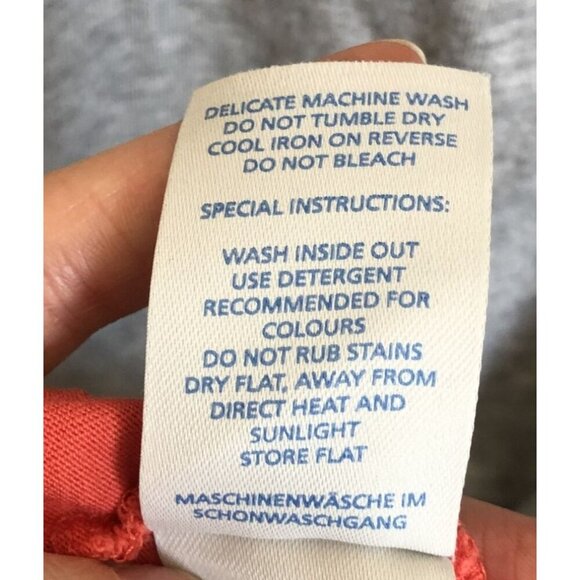 DELICATE MACHINE WASH
DO NOT TUMBLE DRY
COOL IRON ON REVERSE
DO NOT BLEACH
SPECIAL INSTRUCTIONS:
WASH INSIDE OUT
USE DETERGENT
RECOMMENDED FOR
COLOURS
DO NOT RUB STAINS
DRY FLAT, AWAY FROM
DIRECT HEAT AND
SUNLIGHT
STORE FLAT
MASCHINENWÄSCHE IM
SCHONWASCHGANG